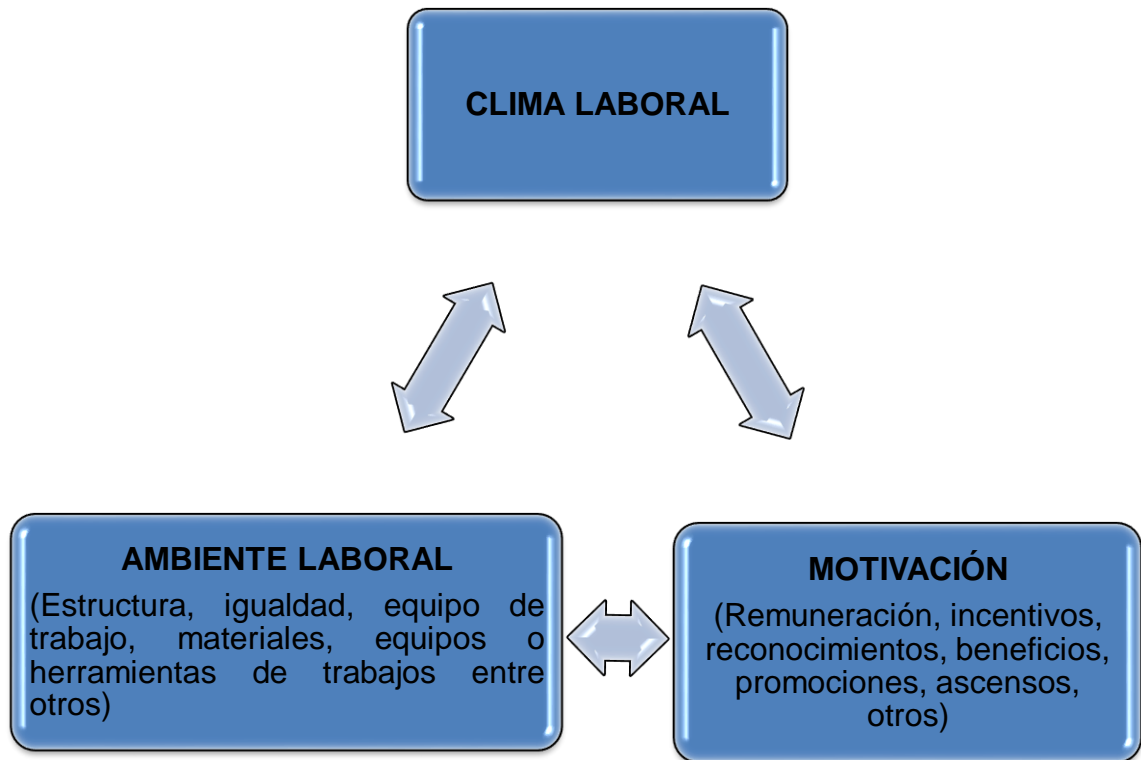 CLIMA LABORAL
AMBIENTE LABORAL
(Estructura, igualdad, equipo de
trabajo, materiales, equipos o
herramientas de trabajos entre
otros)
MOTIVACIÓN
(Remuneración, incentivos,
reconocimientos, beneficios,
promociones, ascensos,
otros)